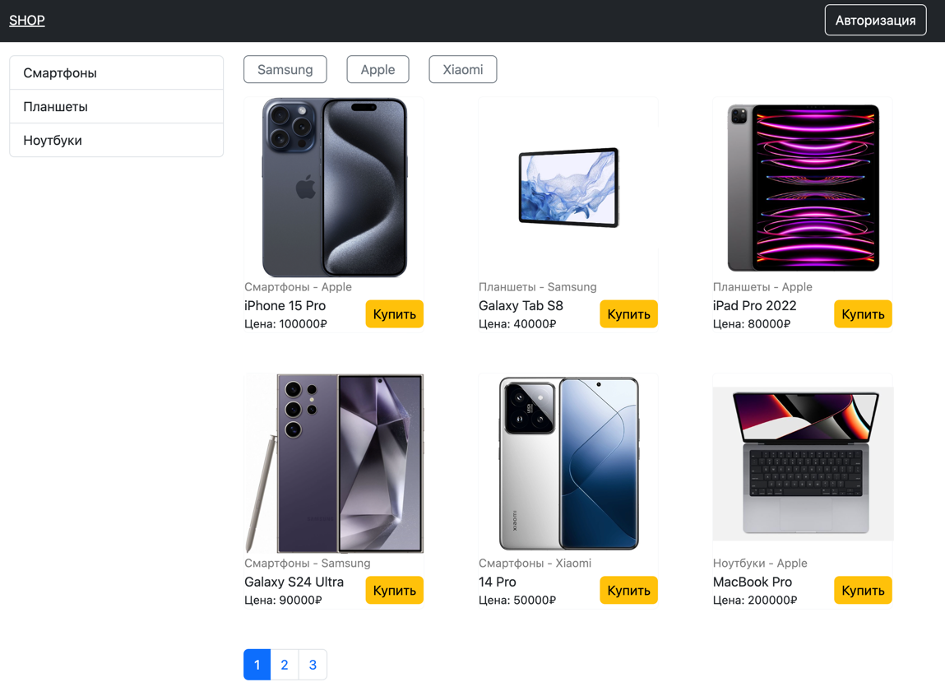 SHOP
Авторизация
Смартфоны
Планшеты
Ноутбуки
Samsung
Apple
Xiaomi
Смартфоны - Apple
iPhone 15 Pro
Цена: 100000₽
Купить
Планшеты - Samsung
Galaxy Tab S8
Цена: 40000₽
Купить
Планшеты - Apple
iPad Pro 2022
Цена: 80000₽
Купить
Смартфоны - Samsung
Galaxy S24 Ultra
Цена: 90000₽
Купить
XIAOMI
Смартфоны - Xiaomi
14 Pro
Цена: 50000₽
Купить
Ноутбуки - Apple
MacBook Pro
Цена: 200000₽
Купить
1 2 3